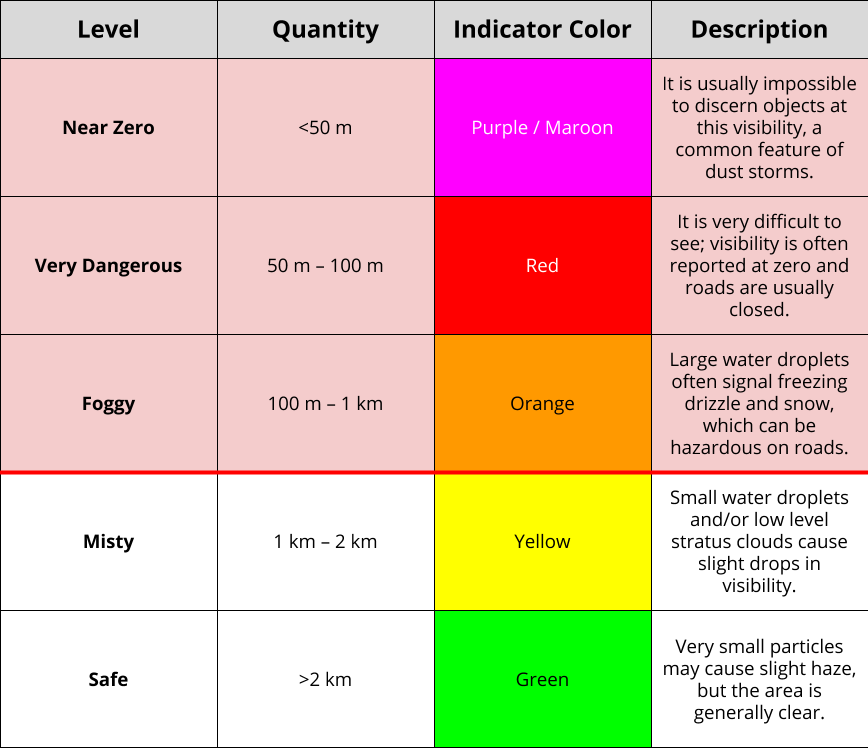 Level
Quantity
Indicator Color
Description
Near Zero
<50 m
Purple / Maroon
It is usually impossible
to discern objects at
this visibility, a
common feature of
dust storms.
Very Dangerous
50 m – 100 m
Red
It is very difficult to
see; visibility is often
reported at zero and
roads are usually
closed.
Foggy
100 m – 1 km
Orange
Large water droplets
often signal freezing
drizzle and snow,
which can be
hazardous on roads.
Misty
1 km – 2 km
Yellow
Small water droplets
and/or low level
stratus clouds cause
slight drops in
visibility.
Safe
>2 km
Green
Very small particles
may cause slight haze,
but the area is
generally clear.